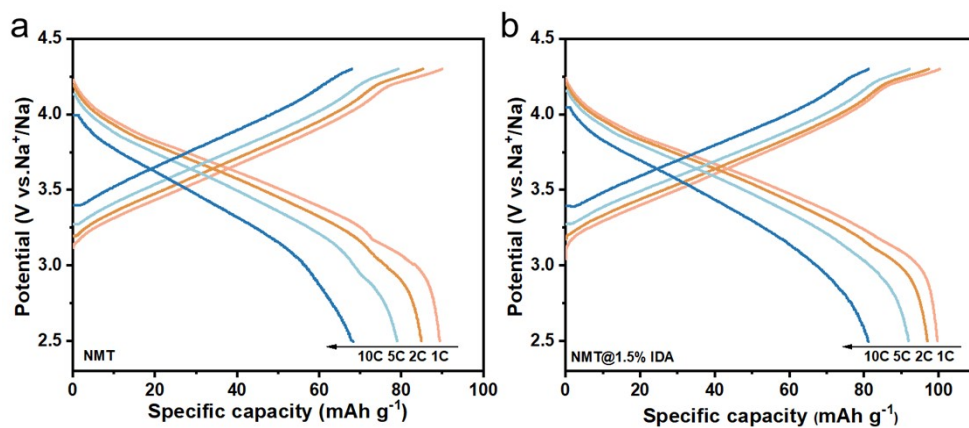 a
4.5
4.0
3.5
3.0
2.5
Potential (V vs.Na⁺/Na)
NMT
10C 5C 2C 1C
0 20 40 60 80 100
Specific capacity (mAh g⁻¹)
b
4.5
4.0
3.5
3.0
2.5
Potential (V vs.Na⁺/Na)
NMT@1.5% IDA
10C 5C 2C 1C
0 20 40 60 80 100
Specific capacity (mAh g⁻¹)